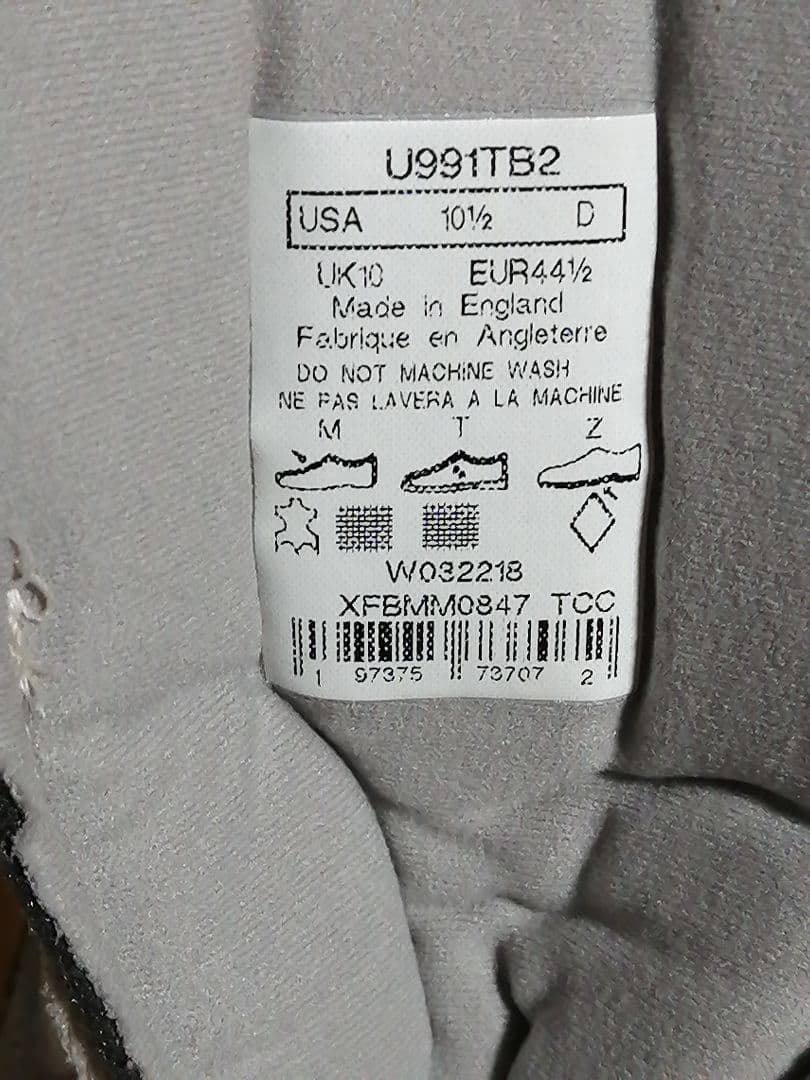 U991TB2
USA 10½ D
UK10 EUR44½
Made in England
Fabrique en Angleterre
DO NOT MACHINE WASH
NE PAS LAVERA A LA MACHINE
M T Z
W032218
XFBMM0847 TCC
1 97375 73707 2